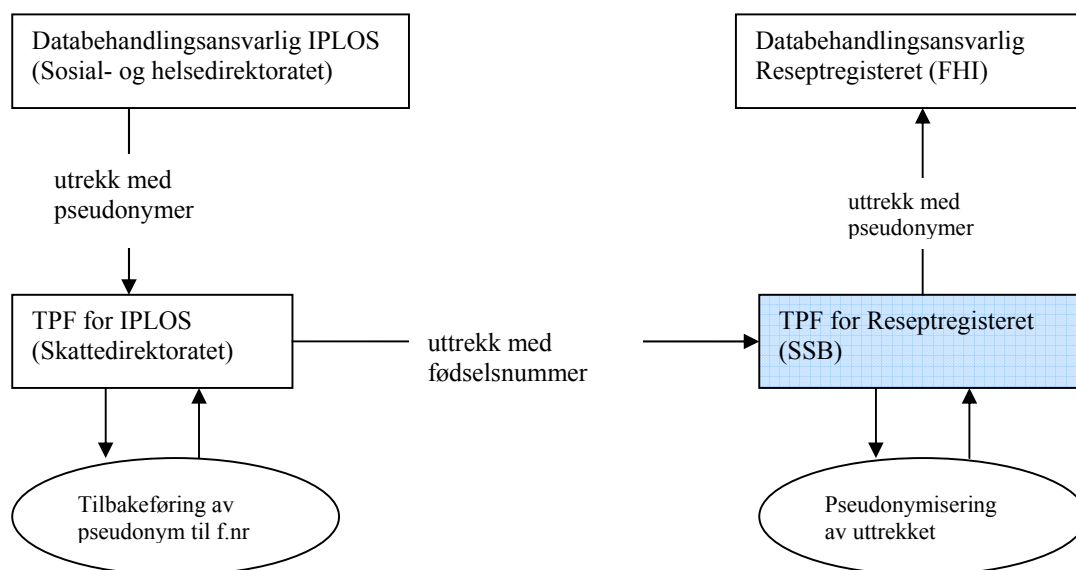 Databehandlingsansvarlig IPLOS
(Sosial- og helsedirektoratet)
Databehandlingsansvarlig
Reseptregisteret (FHI)
utrekk med
pseudonymer
uttrekk med
pseudonymer
TPF for IPLOS
(Skattedirektoratet)
uttrekk med
fødselsnummer
TPF for Reseptregisteret
(SSB)
Tilbakeføring av
pseudonym til f.nr
Pseudonymisering
av uttrekket